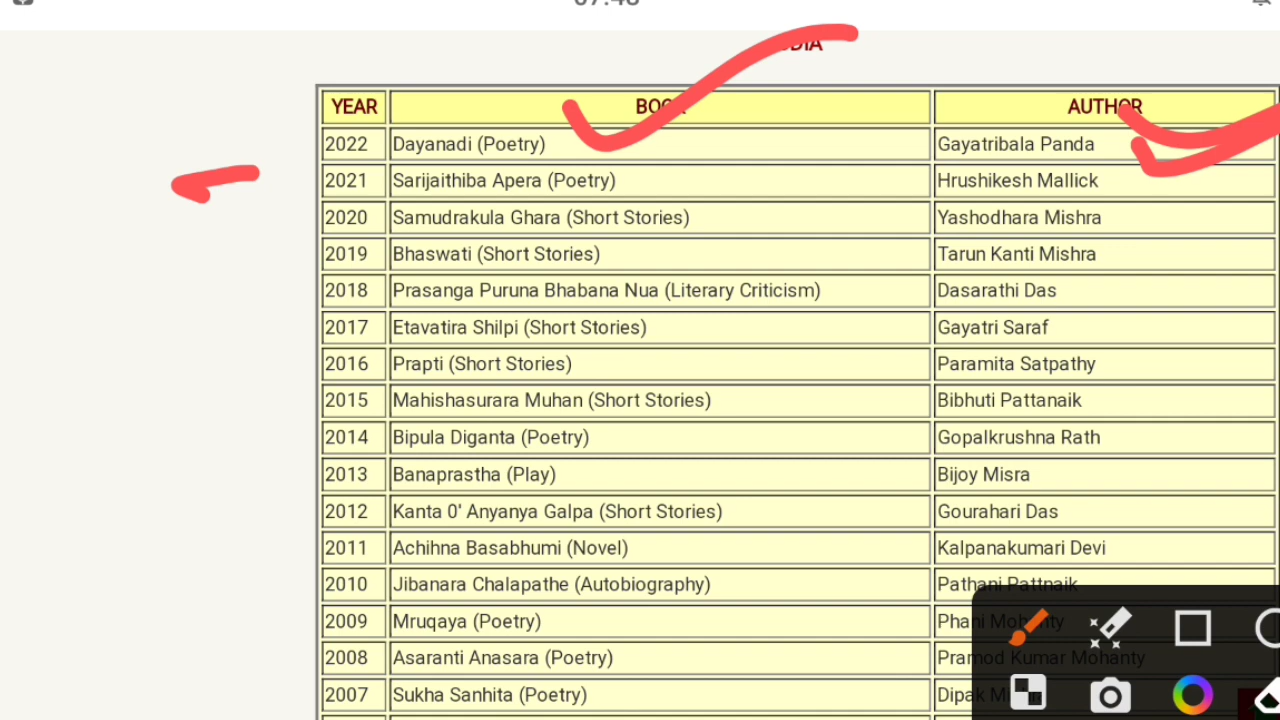 YEAR BOOK AUTHOR
2022 Dayanadi (Poetry) Gayatribala Panda
2021 Sarijaithiba Apera (Poetry) Hrushikesh Mallick
2020 Samudrakula Ghara (Short Stories) Yashodhara Mishra
2019 Bhaswati (Short Stories) Tarun Kanti Mishra
2018 Prasanga Puruna Bhabana Nua (Literary Criticism) Dasarathi Das
2017 Etavatira Shilpi (Short Stories) Gayatri Saraf
2016 Prapti (Short Stories) Paramita Satpathy
2015 Mahishasurara Muhan (Short Stories) Bibhuti Pattanaik
2014 Bipula Diganta (Poetry) Gopalkrushna Rath
2013 Banaprastha (Play) Bijoy Misra
2012 Kanta 0' Anyanya Galpa (Short Stories) Gourahari Das
2011 Achihna Basabhumi (Novel) Kalpanakumari Devi
2010 Jibanara Chalapathe (Autobiography) Pathani Pattnaik
2009 Mrugaya (Poetry) Phani Mohanty
2008 Asaranti Anasara (Poetry) Pramod Kumar Mohanty
2007 Sukha Sanhita (Poetry) Dipak